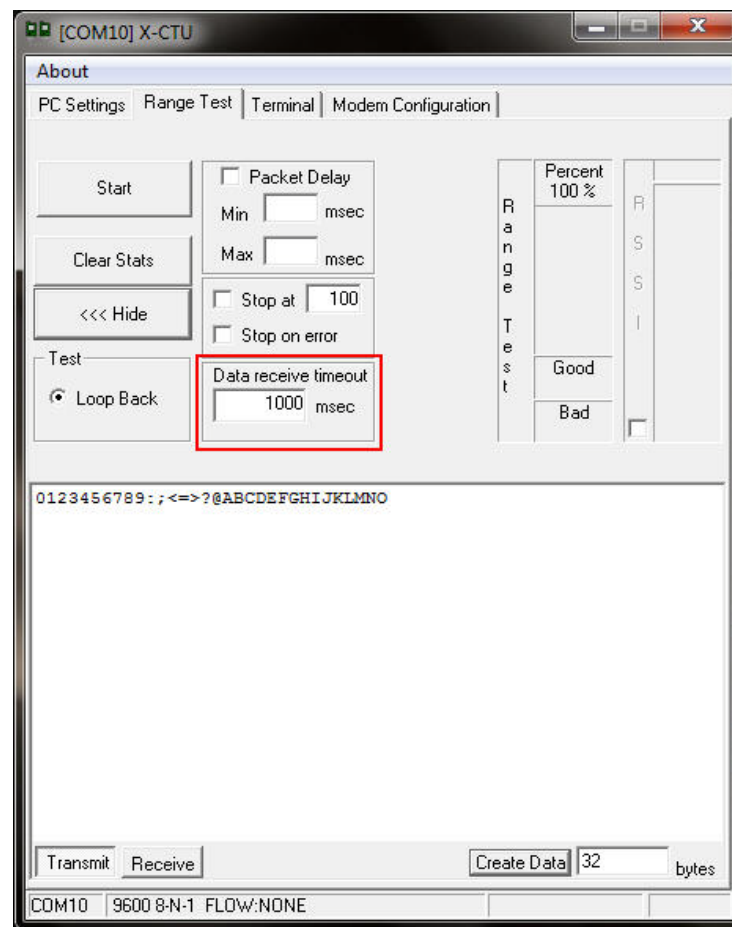 [COM10] X-CTU
About
PC Settings Range Test Terminal Modem Configuration
Start
Clear Stats
<<< Hide
Test
Loop Back
Packet Delay
Min msec
Max msec
Stop at 100
Stop on error
Data receive timeout
1000 msec
Range Test
Percent
100 %
Good
Bad
RSSI
0123456789:;<=>?@ABCDEFGHIJKLMNO
Transmit Receive Create Data 32 bytes
COM10 9600 8-N-1 FLOW:NONE